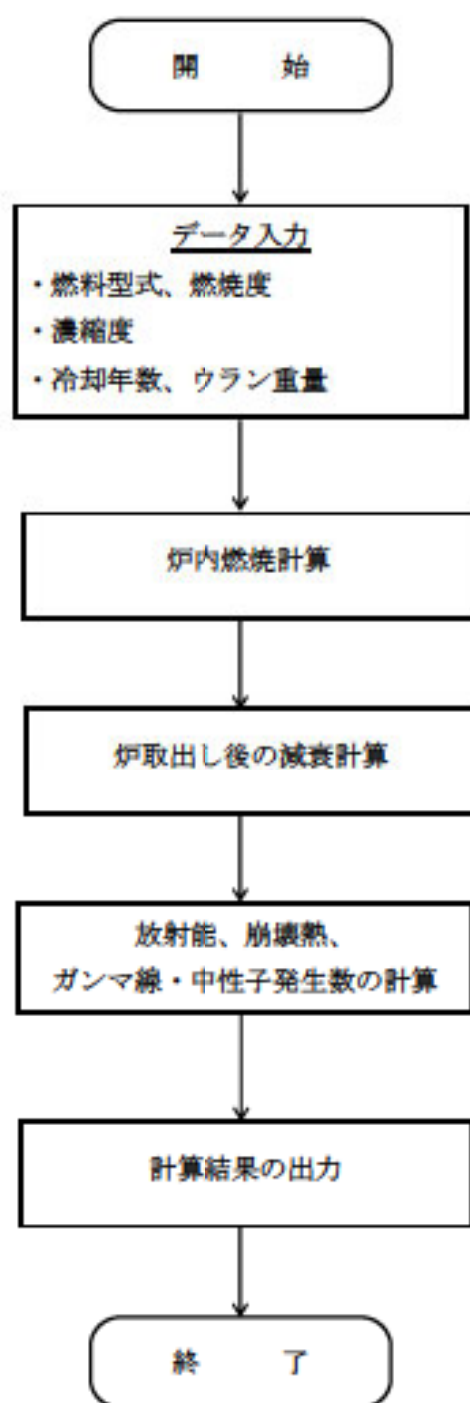 開 始
データ入力
・燃料型式、燃焼度
・濃縮度
・冷却年数、ウラン重量
炉内燃焼計算
炉取出し後の減衰計算
放射能、崩壊熱、
ガンマ線・中性子発生数の計算
計算結果の出力
終 了